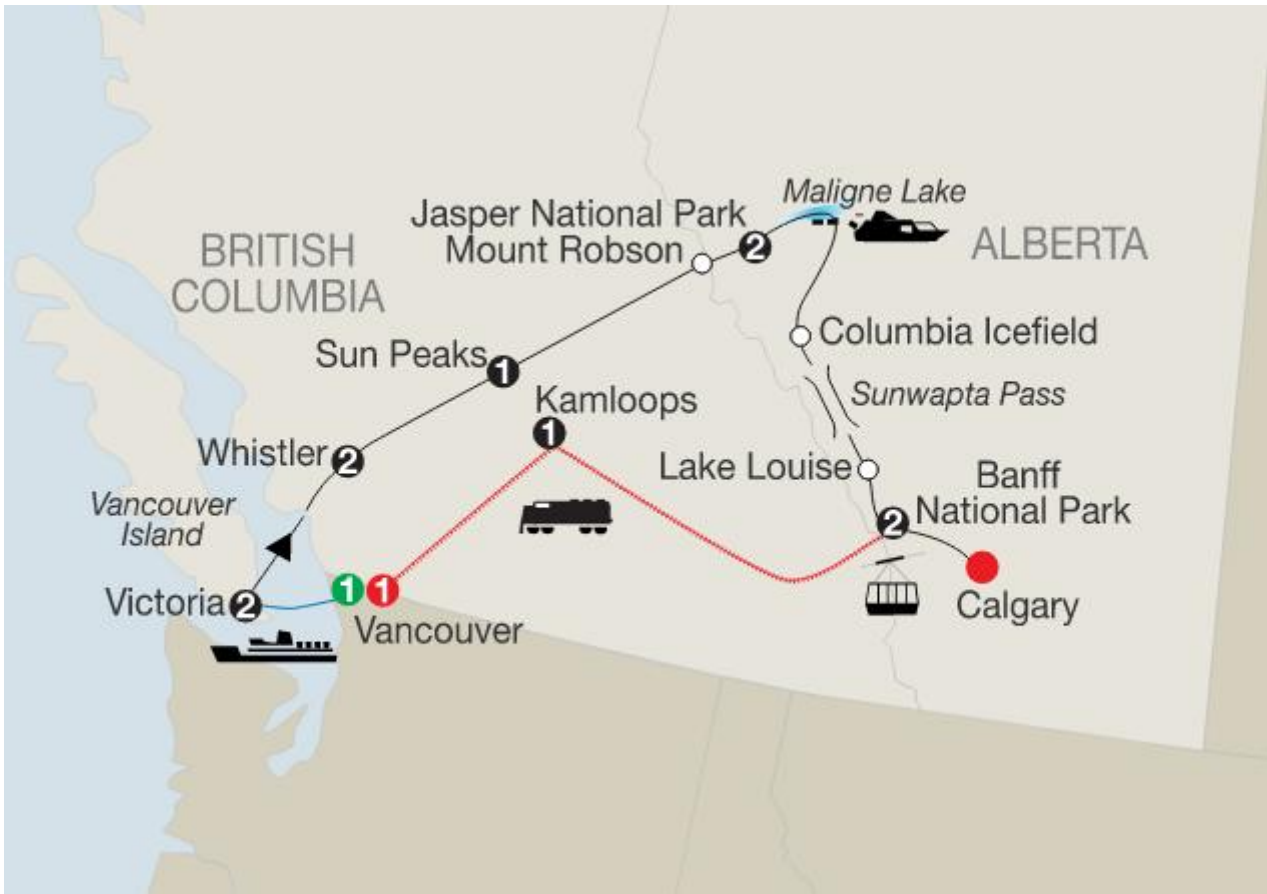 Maligne Lake
Jasper National Park
Mount Robson
2
BRITISH
COLUMBIA
ALBERTA
Columbia Icefield
Sun Peaks
1
Sunwapta Pass
Kamloops
1
Whistler
2
Lake Louise
Banff
National Park
2
Vancouver
Island
Victoria
2
1
1
Vancouver
Calgary